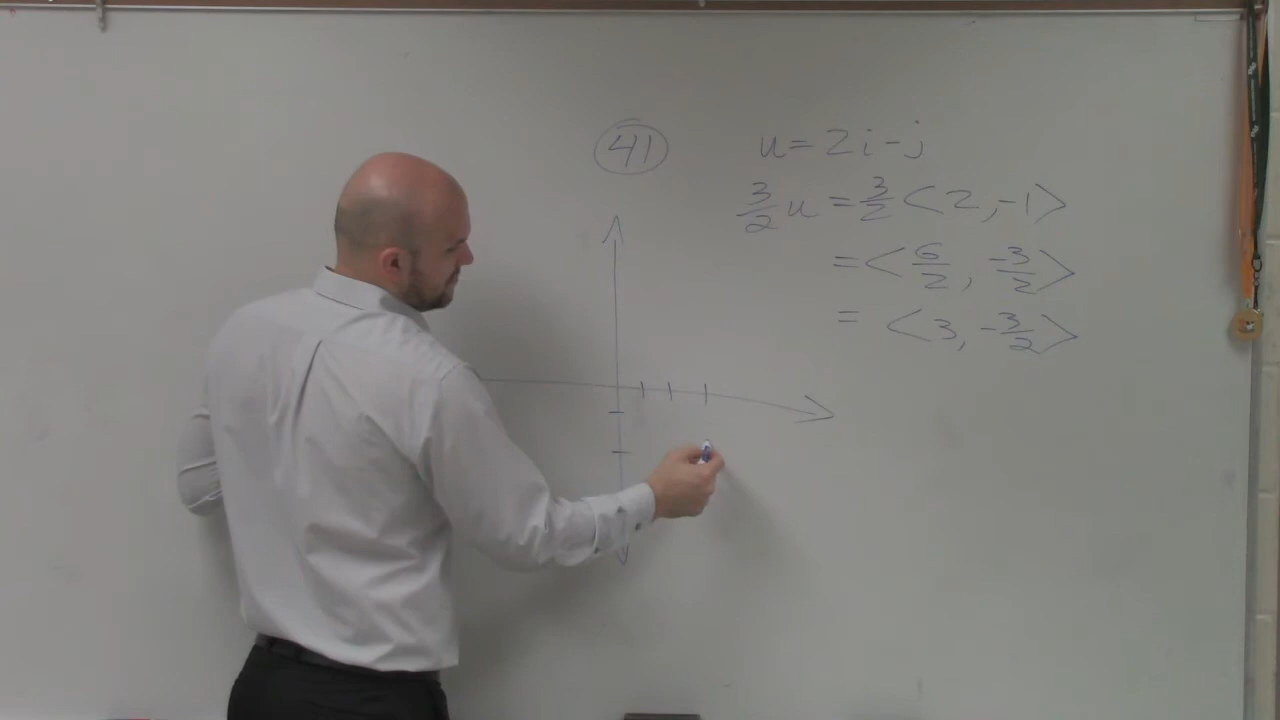 41
u=2i-j
3/2 u = 3/2 <2,-1>
=<6/2, -3/2>
= <3, -3/2>